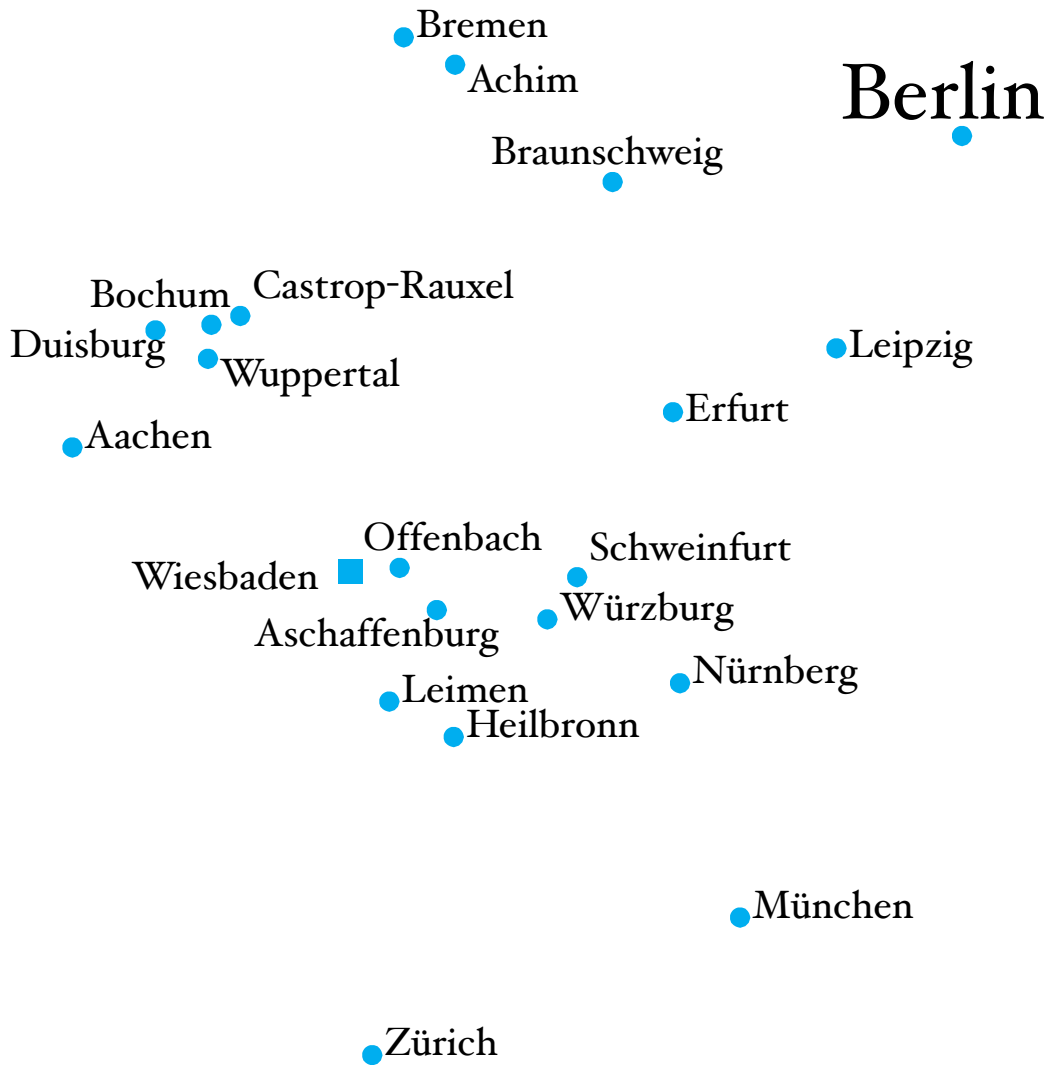 Bremen
Achim
Berlin
Braunschweig
Castrop-Rauxel
Bochum
Duisburg
Leipzig
Wuppertal
Erfurt
Aachen
Offenbach
Schweinfurt
Wiesbaden
Würzburg
Aschaffenburg
Nürnberg
Leimen
Heilbronn
München
Zürich